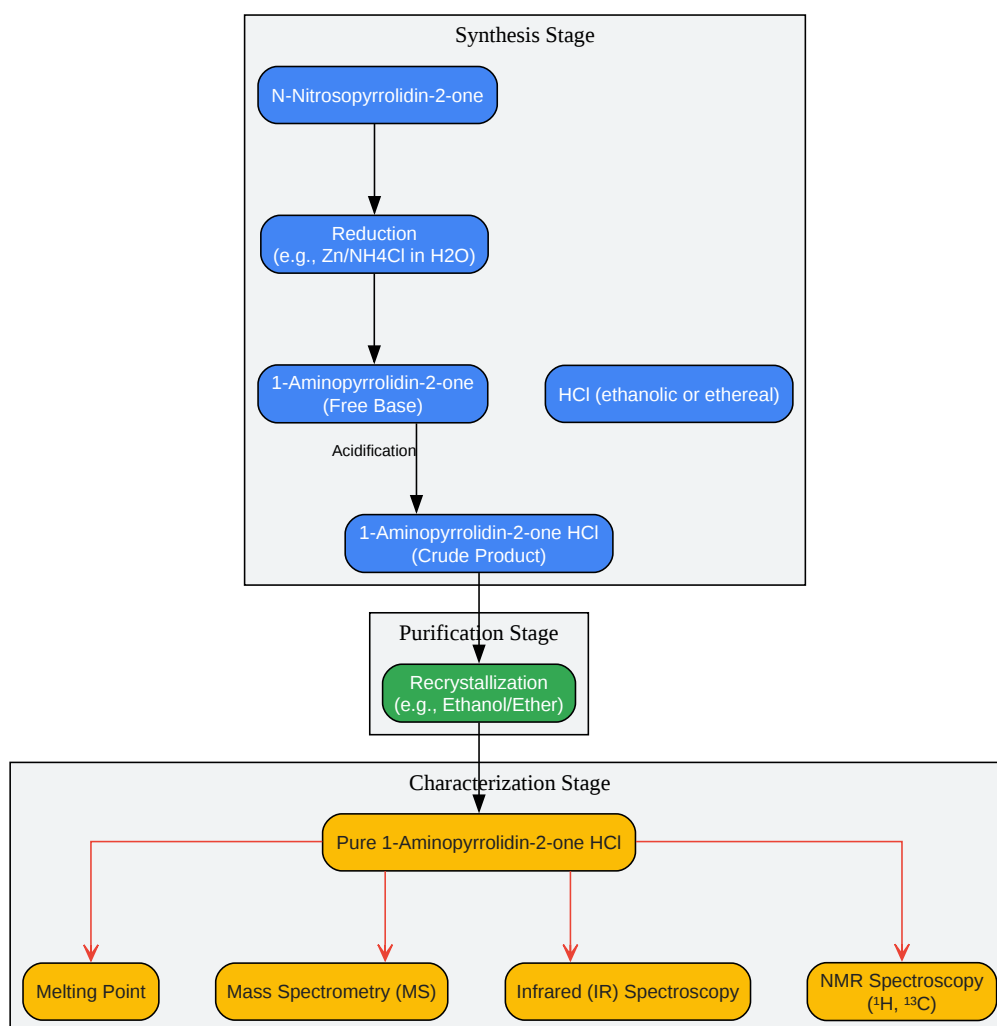 Synthesis Stage
N-Nitrosopyrrolidin-2-one
Reduction
(e.g., Zn/NH4Cl in H2O)
1-Aminopyrrolidin-2-one
(Free Base)
HCl (ethanolic or ethereal)
Acidification
1-Aminopyrrolidin-2-one HCl
(Crude Product)
Purification Stage
Recrystallization
(e.g., Ethanol/Ether)
Characterization Stage
Pure 1-Aminopyrrolidin-2-one HCl
Melting Point
Mass Spectrometry (MS)
Infrared (IR) Spectroscopy
NMR Spectroscopy
(¹H, ¹³C)